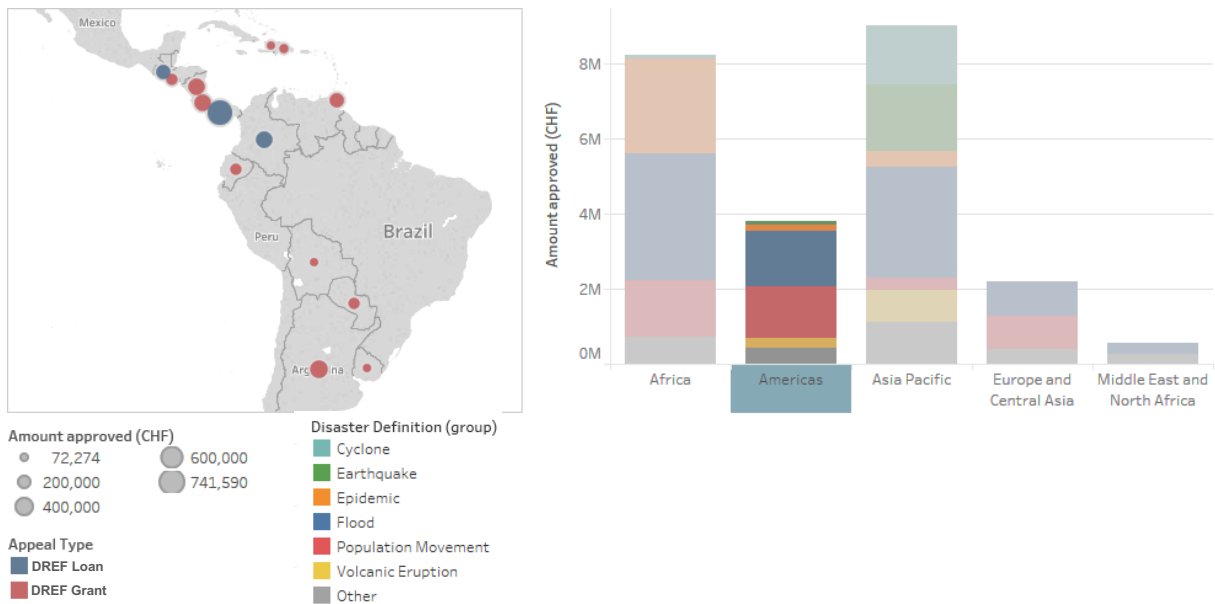 Mexico
Brazil
Peru
Arg na
Amount approved (CHF)
72,274
200,000
400,000
600,000
741,590
Appeal Type
DREF Loan
DREF Grant
Disaster Definition (group)
Cyclone
Earthquake
Epidemic
Flood
Population Movement
Volcanic Eruption
Other
Amount approved (CHF)
8M
6M
4M
2M
0M
Africa
Americas
Asia Pacific
Europe and
Central Asia
Middle East and
North Africa